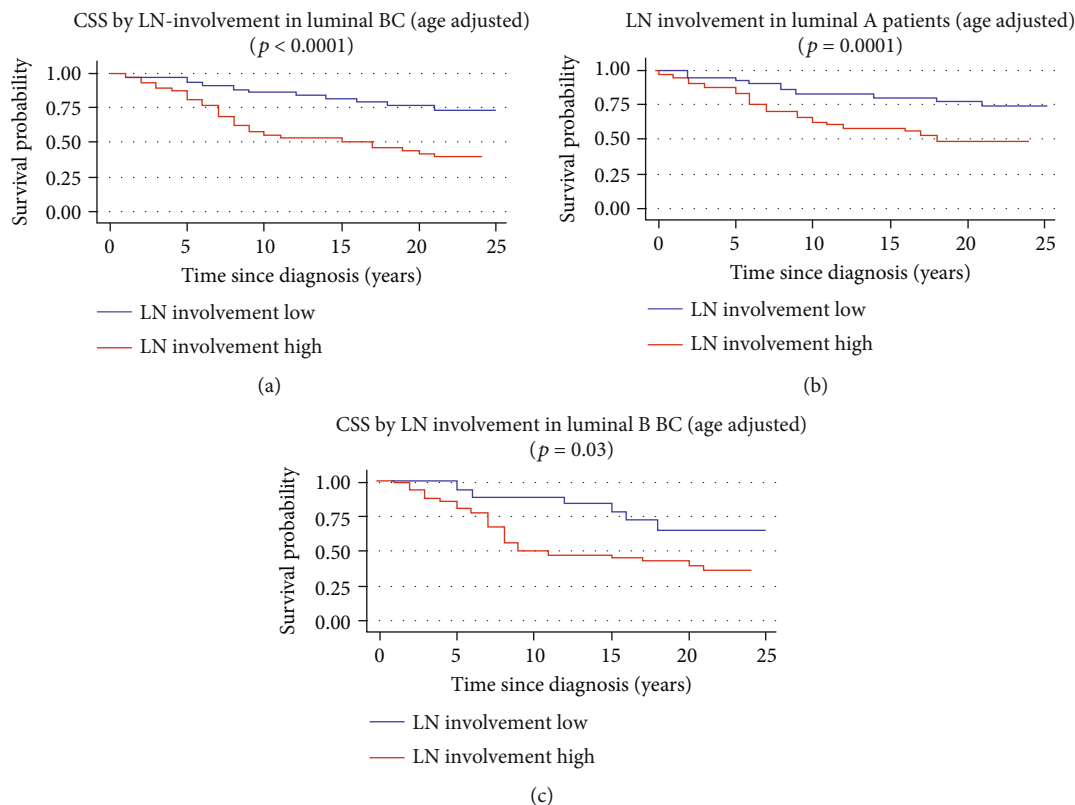 CSS by LN-involvement in luminal BC (age adjusted)
(p < 0.0001)
Survival probability
1.00
0.75
0.50
0.25
0.00
0 5 10 15 20 25
Time since diagnosis (years)
LN involvement low
LN involvement high
(a)
LN involvement in luminal A patients (age adjusted)
(p = 0.0001)
Survival probability
1.00
0.75
0.50
0.25
0.00
0 5 10 15 20 25
Time since diagnosis (years)
LN involvement low
LN involvement high
(b)
CSS by LN involvement in luminal B BC (age adjusted)
(p = 0.03)
Survival probability
1.00
0.75
0.50
0.25
0.00
0 5 10 15 20 25
Time since diagnosis (years)
LN involvement low
LN involvement high
(c)